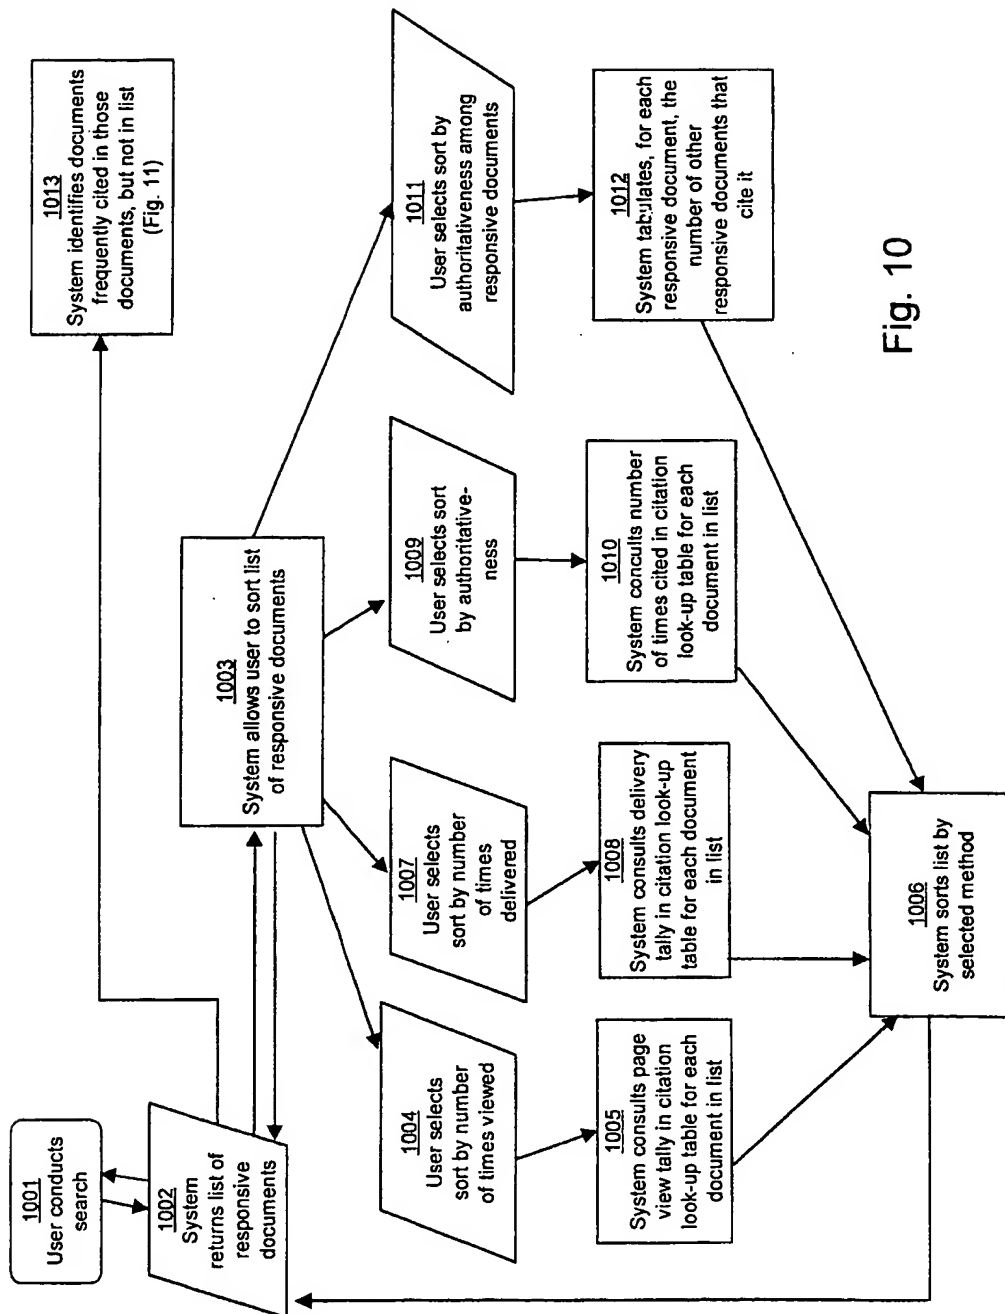 1001
User conducts
search
1002
System
returns list of
responsive
documents
1003
System allows user to sort list
of responsive documents
1013
System identifies documents
frequently cited in those
documents, but not in list
(Fig. 11)
1004
User selects
sort by number
of times viewed
1007
User selects
sort by number
of times
delivered
1009
User selects sort
by authoritative-
ness
1011
User selects sort by
authoritativeness among
responsive documents
1005
System consults page
view tally in citation
look-up table for each
document in list
1008
System consults delivery
tally in citation look-up
table for each document
in list
1010
System concults number
of times cited in citation
look-up table for each
document in list
1012
System tabulates, for each
responsive document, the
number of other
responsive documents that
cite it
1006
System sorts list by
selected method
Fig. 10